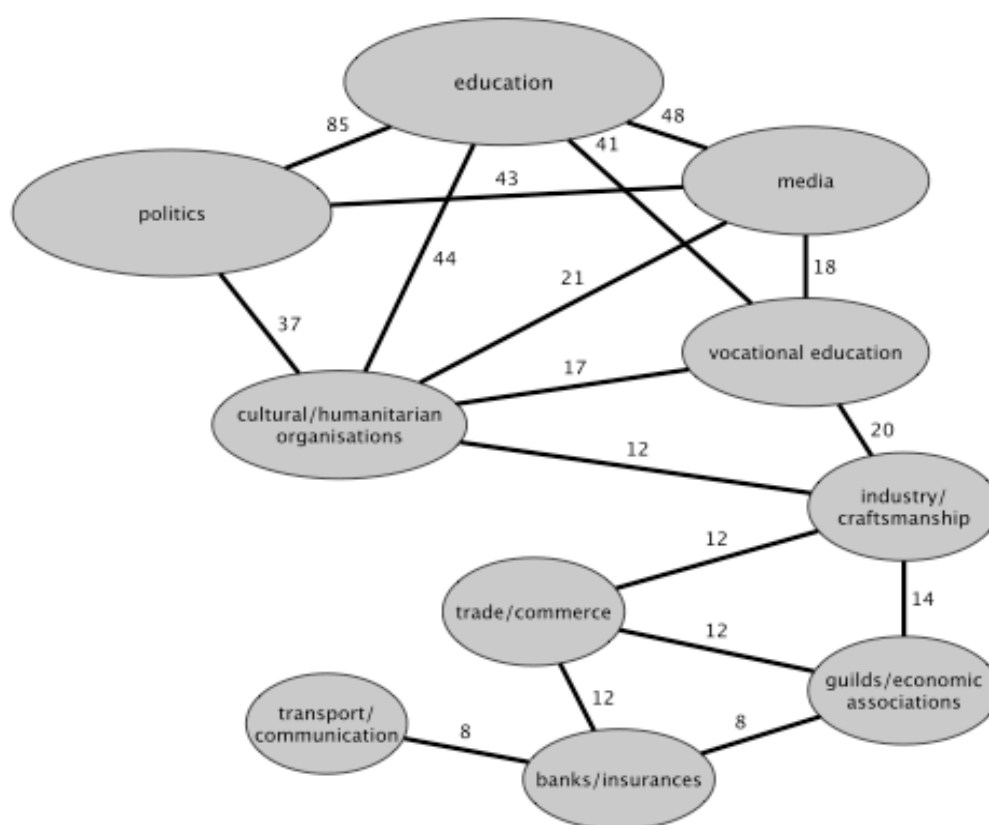 education
85
48
41
43
media
politics
44
21
18
37
vocational education
17
cultural/humanitarian
organisations
20
12
industry/
craftsmanship
12
14
trade/commerce
12
guilds/economic
associations
12
transport/
communication
8
8
banks/insurances